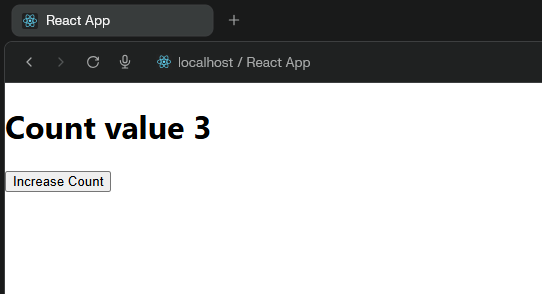 React App
localhost / React App
Count value 3
Increase Count